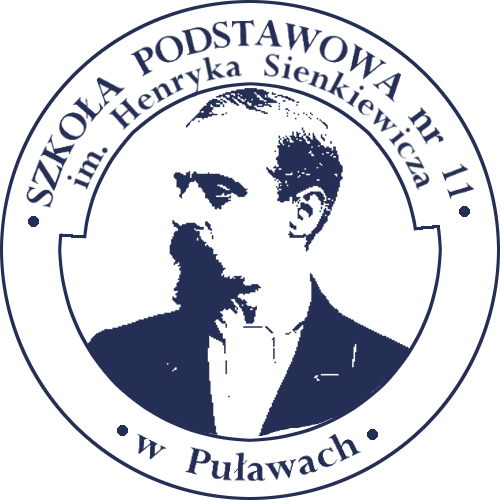 SZKOŁA PODSTAWOWA nr 11
im. Henryka Sienkiewicza
w Puławach